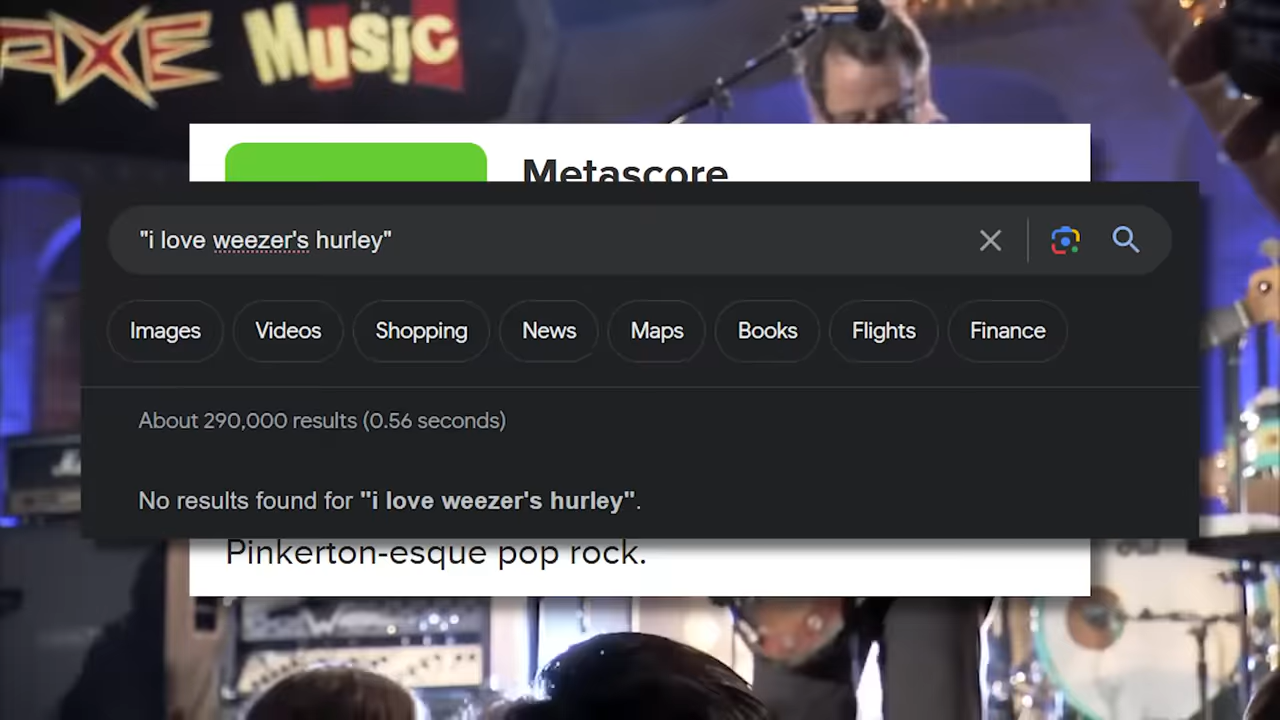 AXE Music
Metascore
"i love weezer's hurley"
Images Videos Shopping News Maps Books Flights Finance
About 290,000 results (0.56 seconds)
No results found for "i love weezer's hurley".
Pinkerton-esque pop rock.